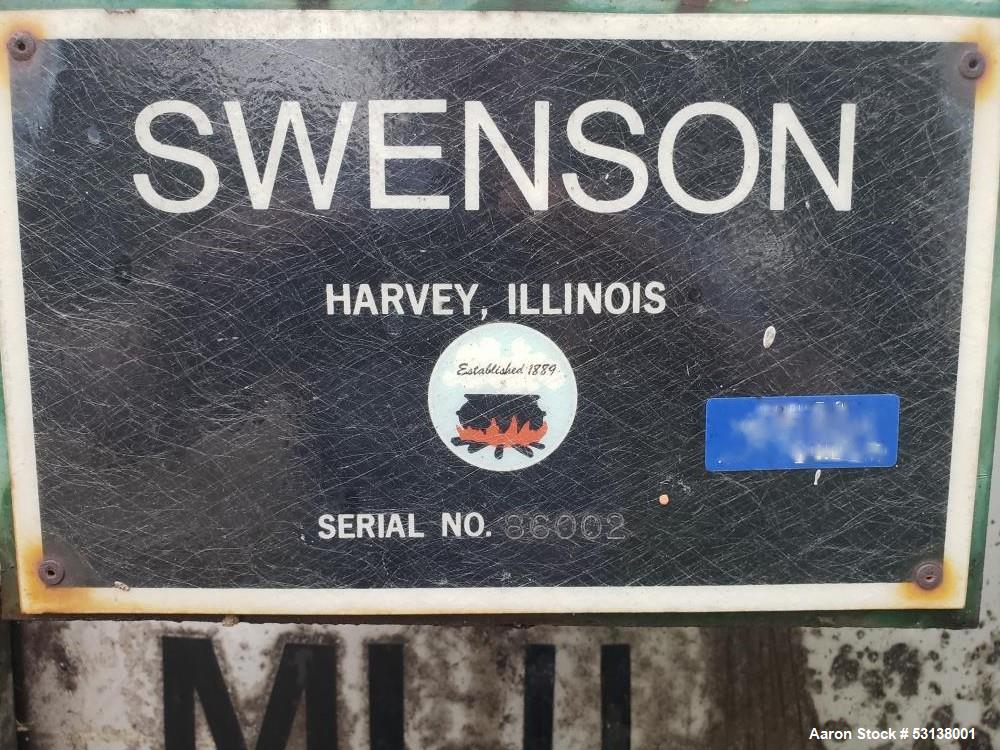 SWENSON
HARVEY, ILLINOIS
Established 1889
SERIAL NO. 86002
Aaron Stock # 53138001